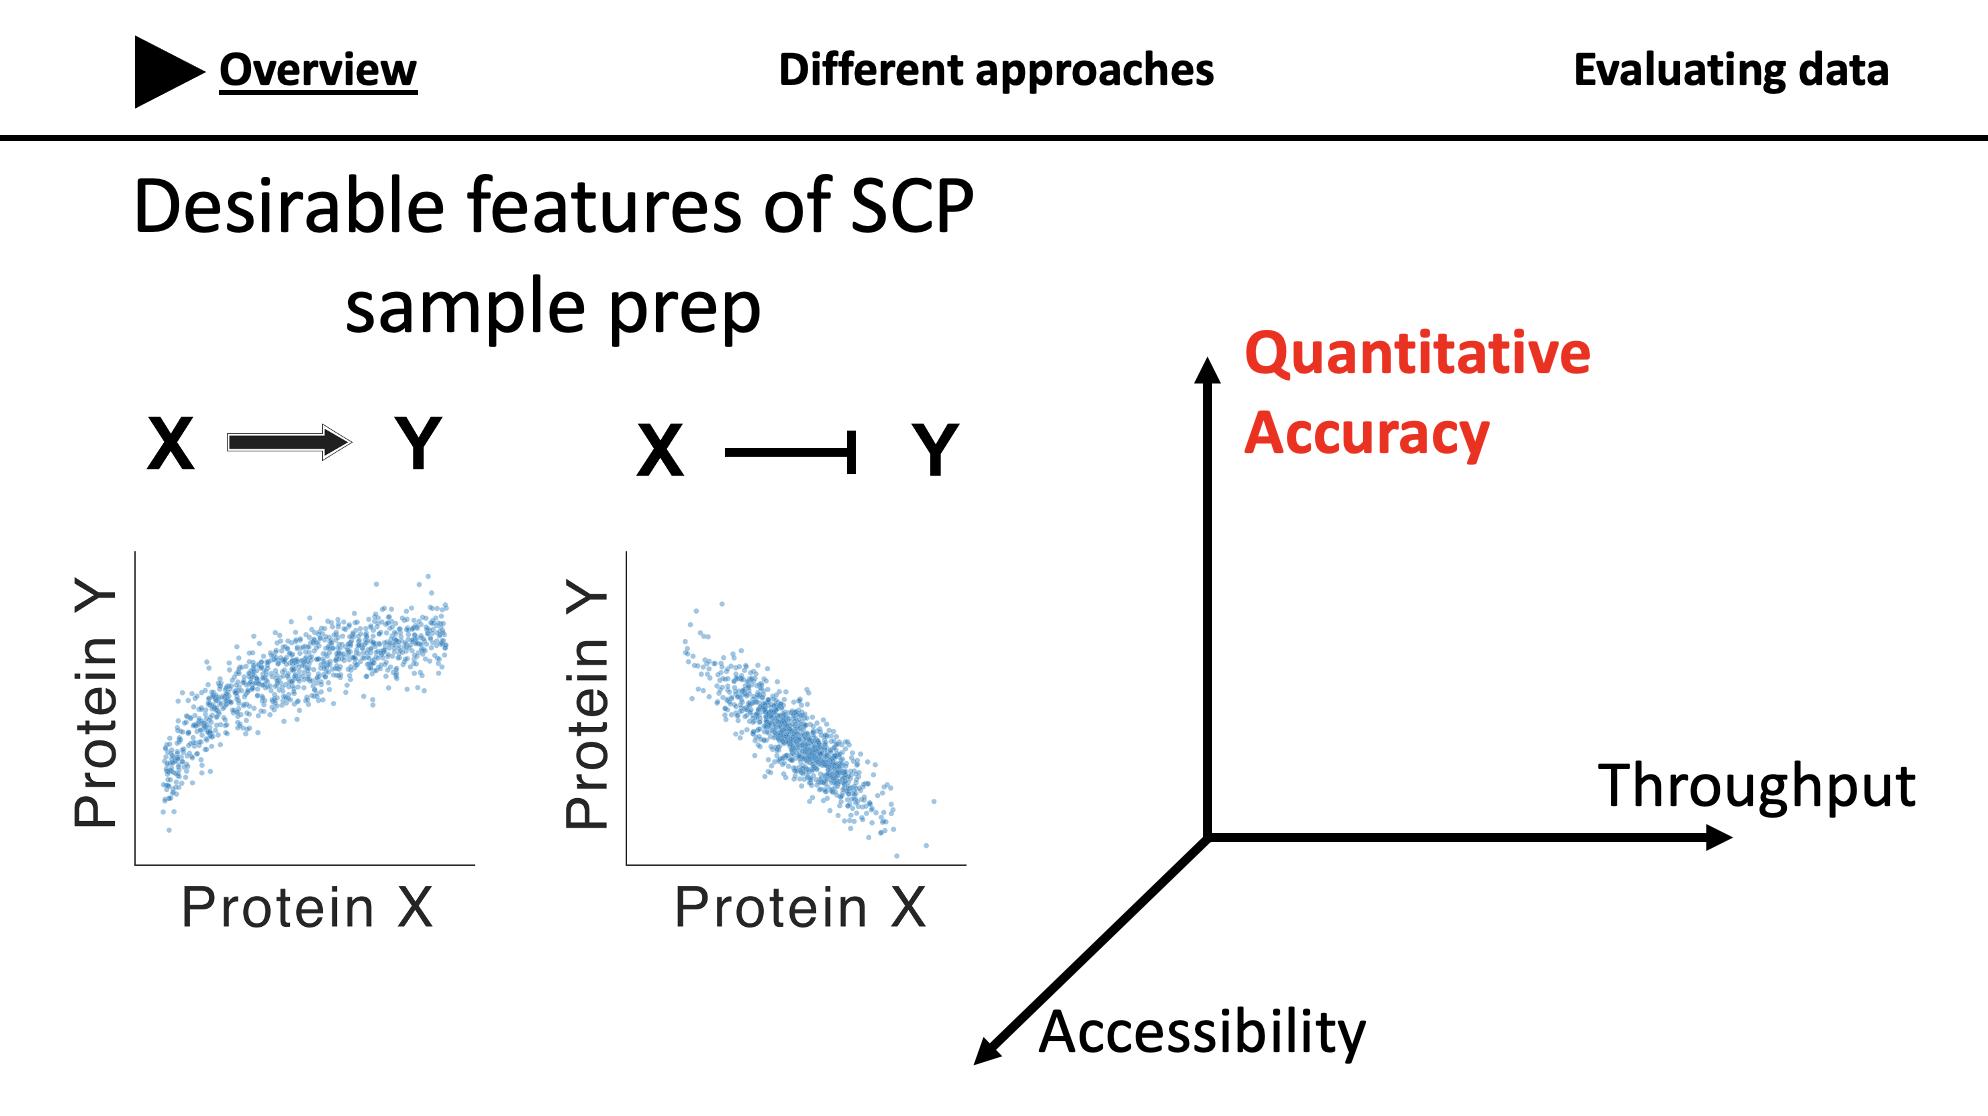 Overview
Different approaches
Evaluating data
Desirable features of SCP
sample prep
X Y
X Y
Protein Y
Protein X
Protein Y
Protein X
Quantitative
Accuracy
Throughput
Accessibility